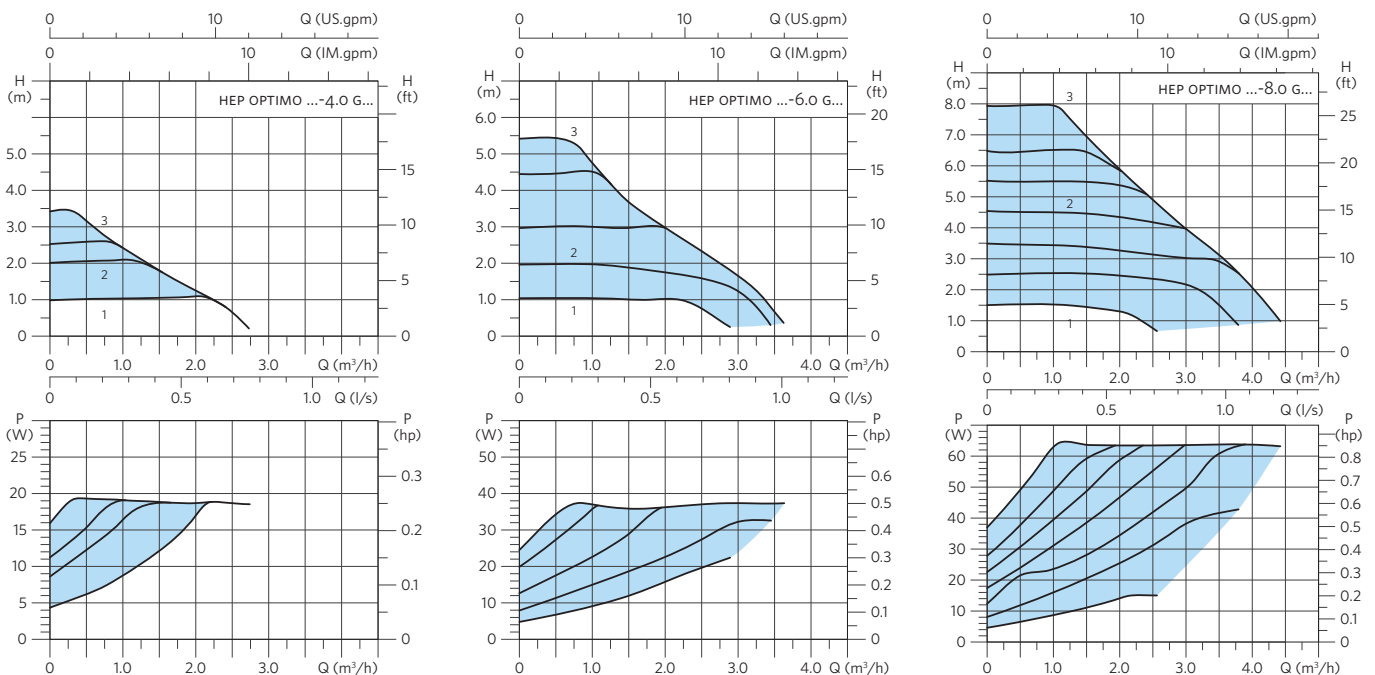 0 10 Q (US.gpm)
0 10 Q (IM.gpm)
H (m) H (ft)
HEP OPTIMO ...-4.0 G...
5.0 15
4.0
3.0 10
2.0 5
1.0
0 0
3
2
1
0 1.0 2.0 3.0 Q (m³/h)
0 0.5 1.0 Q (l/s)
P (W) P (hp)
25 0.3
20
15 0.2
10 0.1
5
0 0
0 1.0 2.0 3.0 Q (m³/h)
0 10 Q (US.gpm)
0 10 Q (IM.gpm)
H (m) H (ft)
HEP OPTIMO ...-6.0 G...
6.0 20
5.0 15
4.0
3.0 10
2.0 5
1.0
0 0
3
2
1
0 1.0 2.0 3.0 4.0 Q (m³/h)
0 0.5 1.0 Q (l/s)
P (W) P (hp)
50 0.6
40 0.5
30 0.4
20 0.3
0.2
10 0.1
0 0
0 1.0 2.0 3.0 4.0 Q (m³/h)
0 10 Q (US.gpm)
0 10 Q (IM.gpm)
H (m) H (ft)
HEP OPTIMO ...-8.0 G...
8.0 25
7.0
6.0 20
5.0 15
4.0
3.0 10
2.0 5
1.0
0 0
3
2
1
0 1.0 2.0 3.0 4.0 Q (m³/h)
0 0.5 1.0 Q (l/s)
P (W) P (hp)
60 0.8
50 0.7
0.6
40 0.5
30 0.4
20 0.3
0.2
10 0.1
0 0
0 1.0 2.0 3.0 4.0 Q (m³/h)